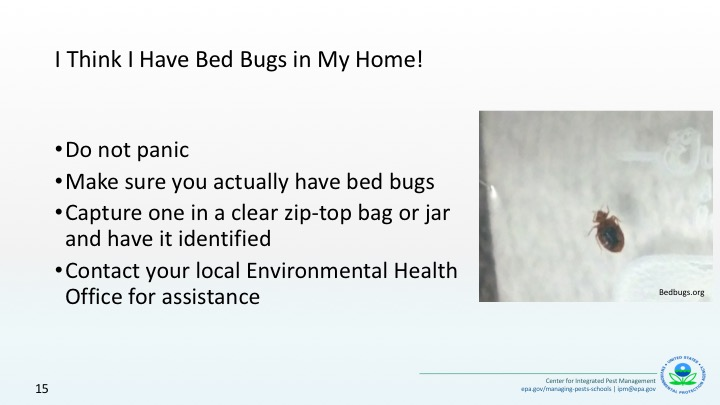 I Think I Have Bed Bugs in My Home!
•Do not panic
•Make sure you actually have bed bugs
•Capture one in a clear zip-top bag or jar
and have it identified
•Contact your local Environmental Health
Office for assistance
Bedbugs.org
Center for Integrated Pest Management
epa.gov/managing-pests-schools | ipm@epa.gov
15